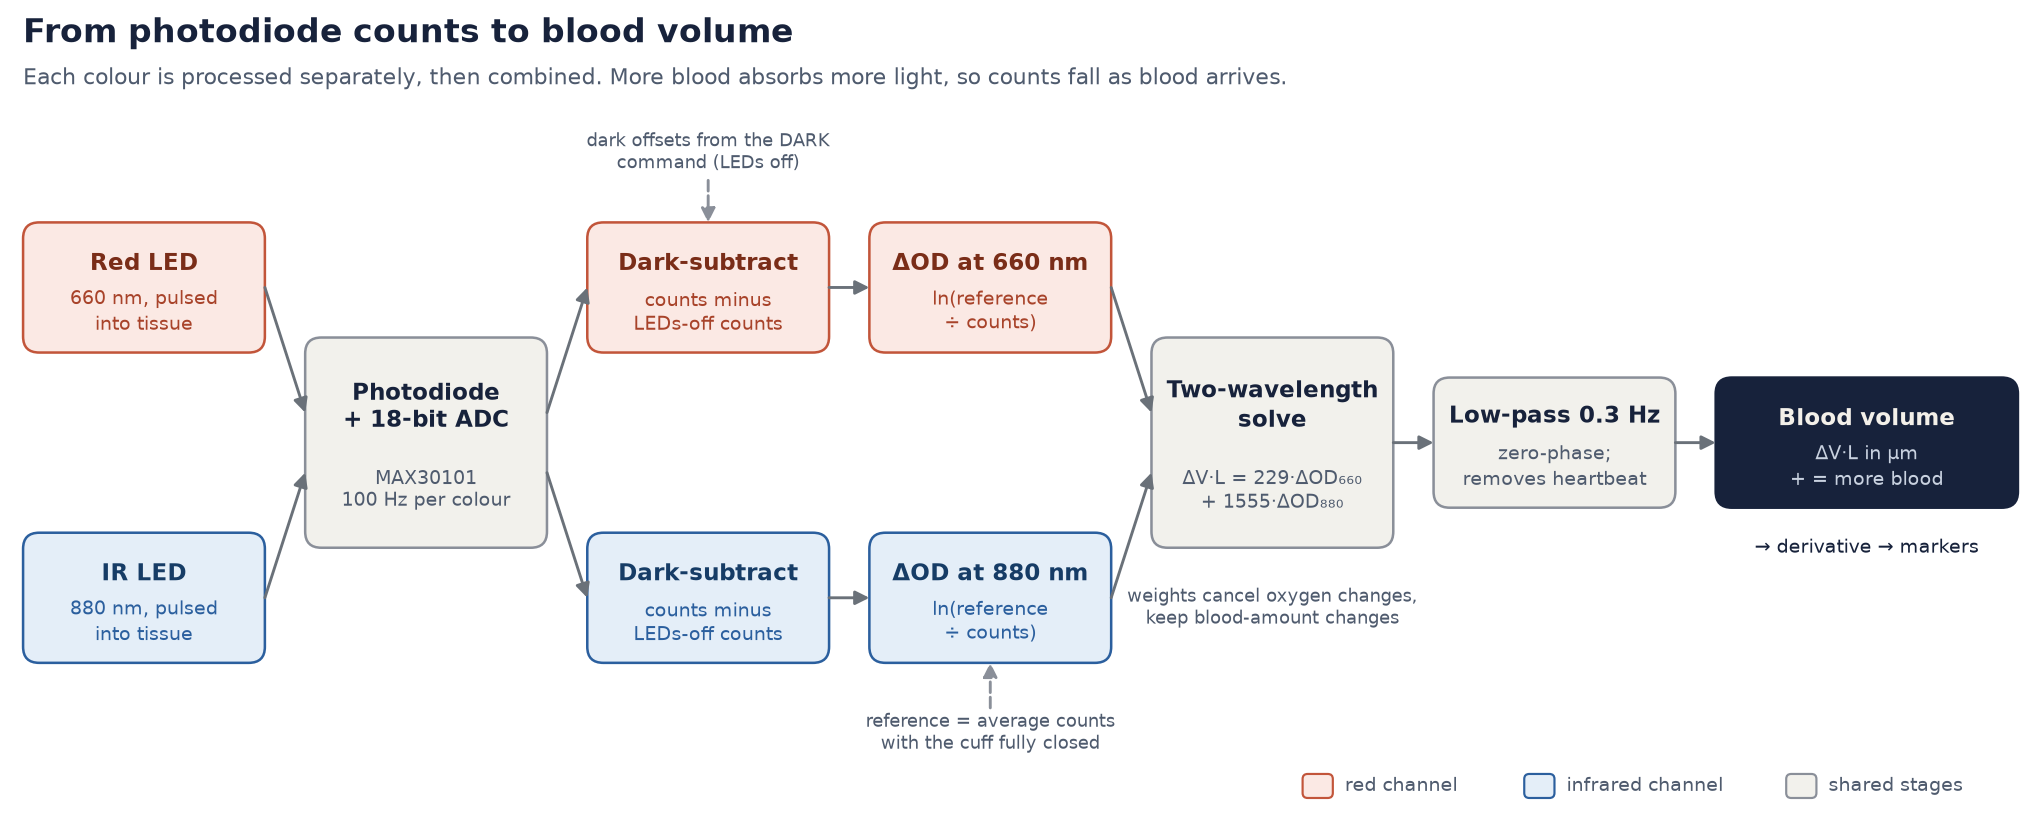 From photodiode counts to blood volume
Each colour is processed separately, then combined. More blood absorbs more light, so counts fall as blood arrives.
dark offsets from the DARK
command (LEDs off)
Red LED
660 nm, pulsed
into tissue
IR LED
880 nm, pulsed
into tissue
Photodiode
+ 18-bit ADC
MAX30101
100 Hz per colour
Dark-subtract
counts minus
LEDs-off counts
ΔOD at 660 nm
ln(reference
÷ counts)
Dark-subtract
counts minus
LEDs-off counts
ΔOD at 880 nm
ln(reference
÷ counts)
reference = average counts
with the cuff fully closed
Two-wavelength
solve
ΔV·L = 229·ΔOD₆₆₀
+ 1555·ΔOD₈₈₀
weights cancel oxygen changes,
keep blood-amount changes
Low-pass 0.3 Hz
zero-phase;
removes heartbeat
Blood volume
ΔV·L in µm
+ = more blood
→ derivative → markers
red channel
infrared channel
shared stages